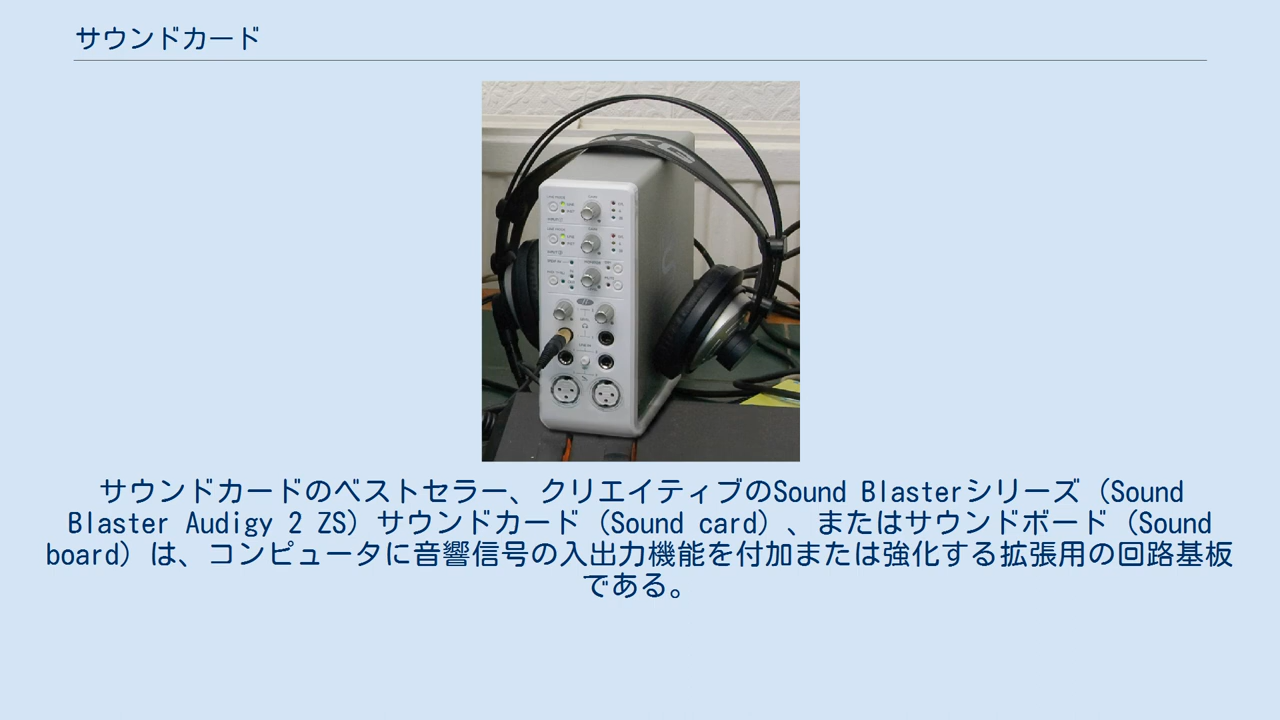 サウンドカード
AKG
サウンドカードのベストセラー、クリエイティブのSound Blasterシリーズ（Sound
Blaster Audigy 2 ZS）サウンドカード（Sound card）、またはサウンドボード（Sound
board）は、コンピュータに音響信号の入出力機能を付加または強化する拡張用の回路基板
である。